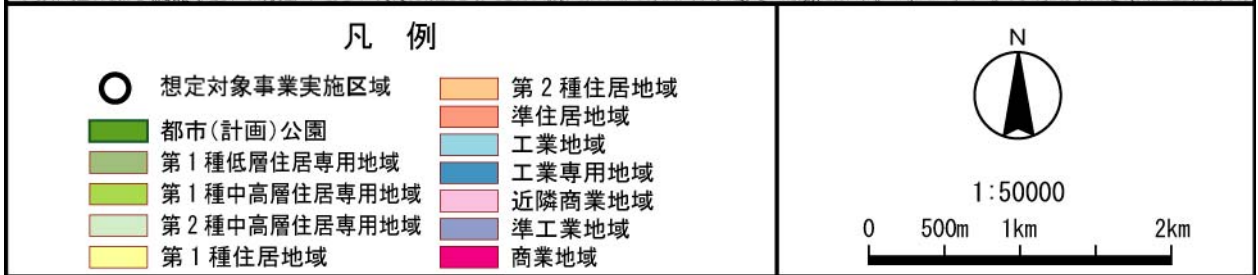 凡 例
想定対象事業実施区域
都市(計画)公園
第1種低層住居専用地域
第1種中高層住居専用地域
第2種中高層住居専用地域
第1種住居地域
第2種住居地域
準住居地域
工業地域
工業専用地域
近隣商業地域
準工業地域
商業地域
N
1:50000
0 500m 1km 2km